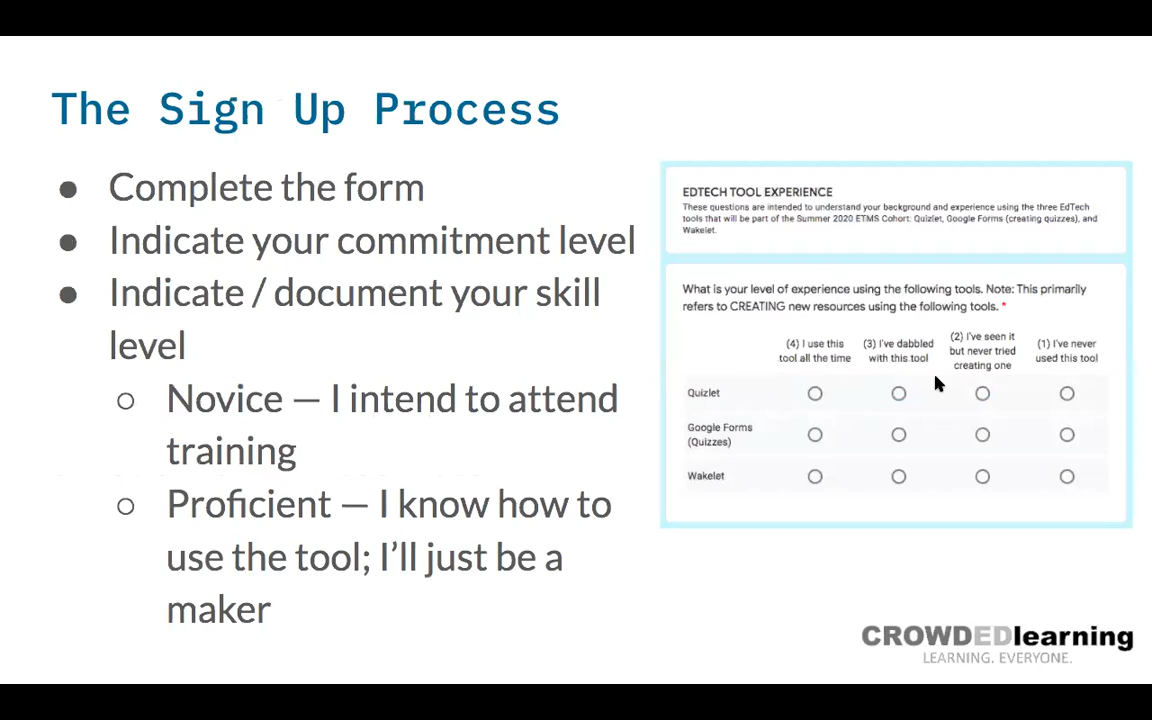 The Sign Up Process
● Complete the form
● Indicate your commitment level
● Indicate / document your skill
level
○ Novice — I intend to attend
training
○ Proficient — I know how to
use the tool; I’ll just be a
maker
EDTECH TOOL EXPERIENCE
These questions are intended to understand your background and experience using the three EdTech
tools that will be part of the Summer 2020 ETMS Cohort: Quizlet, Google Forms (creating quizzes), and
Wakelet.
What is your level of experience using the following tools. Note: This primarily
refers to CREATING new resources using the following tools. *
(4) I use this
tool all the time
(3) I've dabbled
with this tool
(2) I've seen it
but never tried
creating one
(1) I've never
used this tool
Quizlet
Google Forms
(Quizzes)
Wakelet
CROWDEDlearning
LEARNING. EVERYONE.